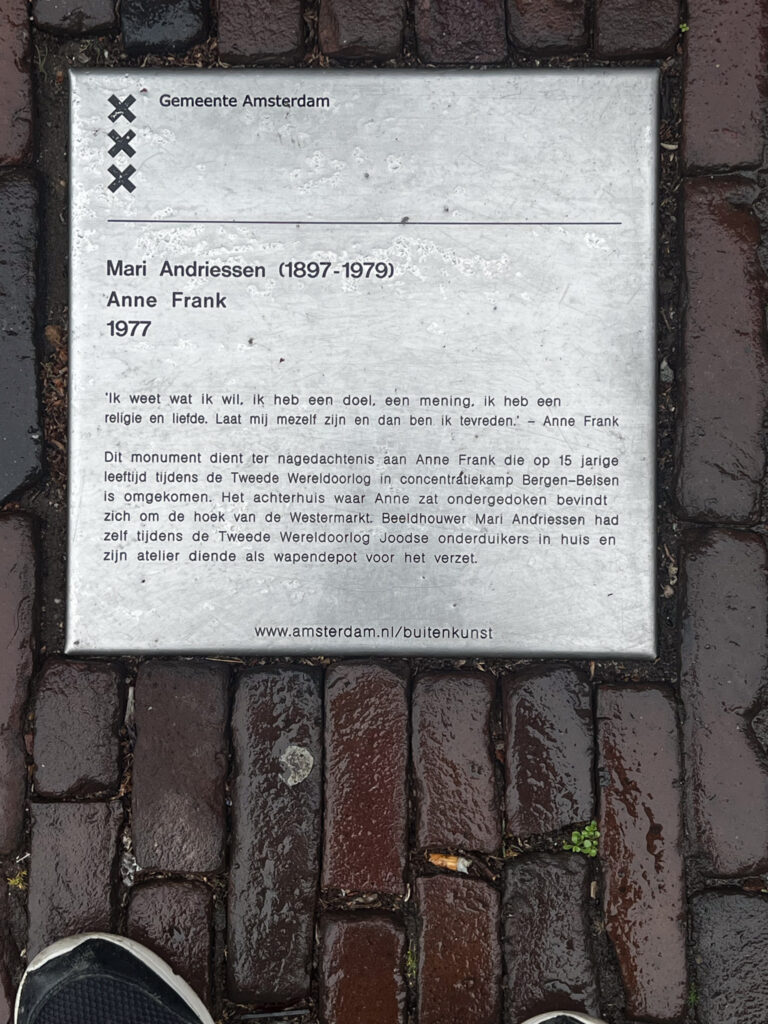 Gemeente Amsterdam
Mari Andriessen (1897-1979)
Anne Frank
1977
'Ik weet wat ik wil, ik heb een doel, een mening, ik heb een
religie en liefde. Laat mij mezelf zijn en dan ben ik tevreden.' – Anne Frank
Dit monument dient ter nagedachtenis aan Anne Frank die op 15 jarige
leeftijd tijdens de Tweede Wereldoorlog in concentratiekamp Bergen-Belsen
is omgekomen. Het achterhuis waar Anne zat ondergedoken bevindt
zich om de hoek van de Westermarkt. Beeldhouwer Mari Andriessen had
zelf tijdens de Tweede Wereldoorlog Joodse onderduikers in huis en
zijn atelier diende als wapendepot voor het verzet.
www.amsterdam.nl/buitenkunst